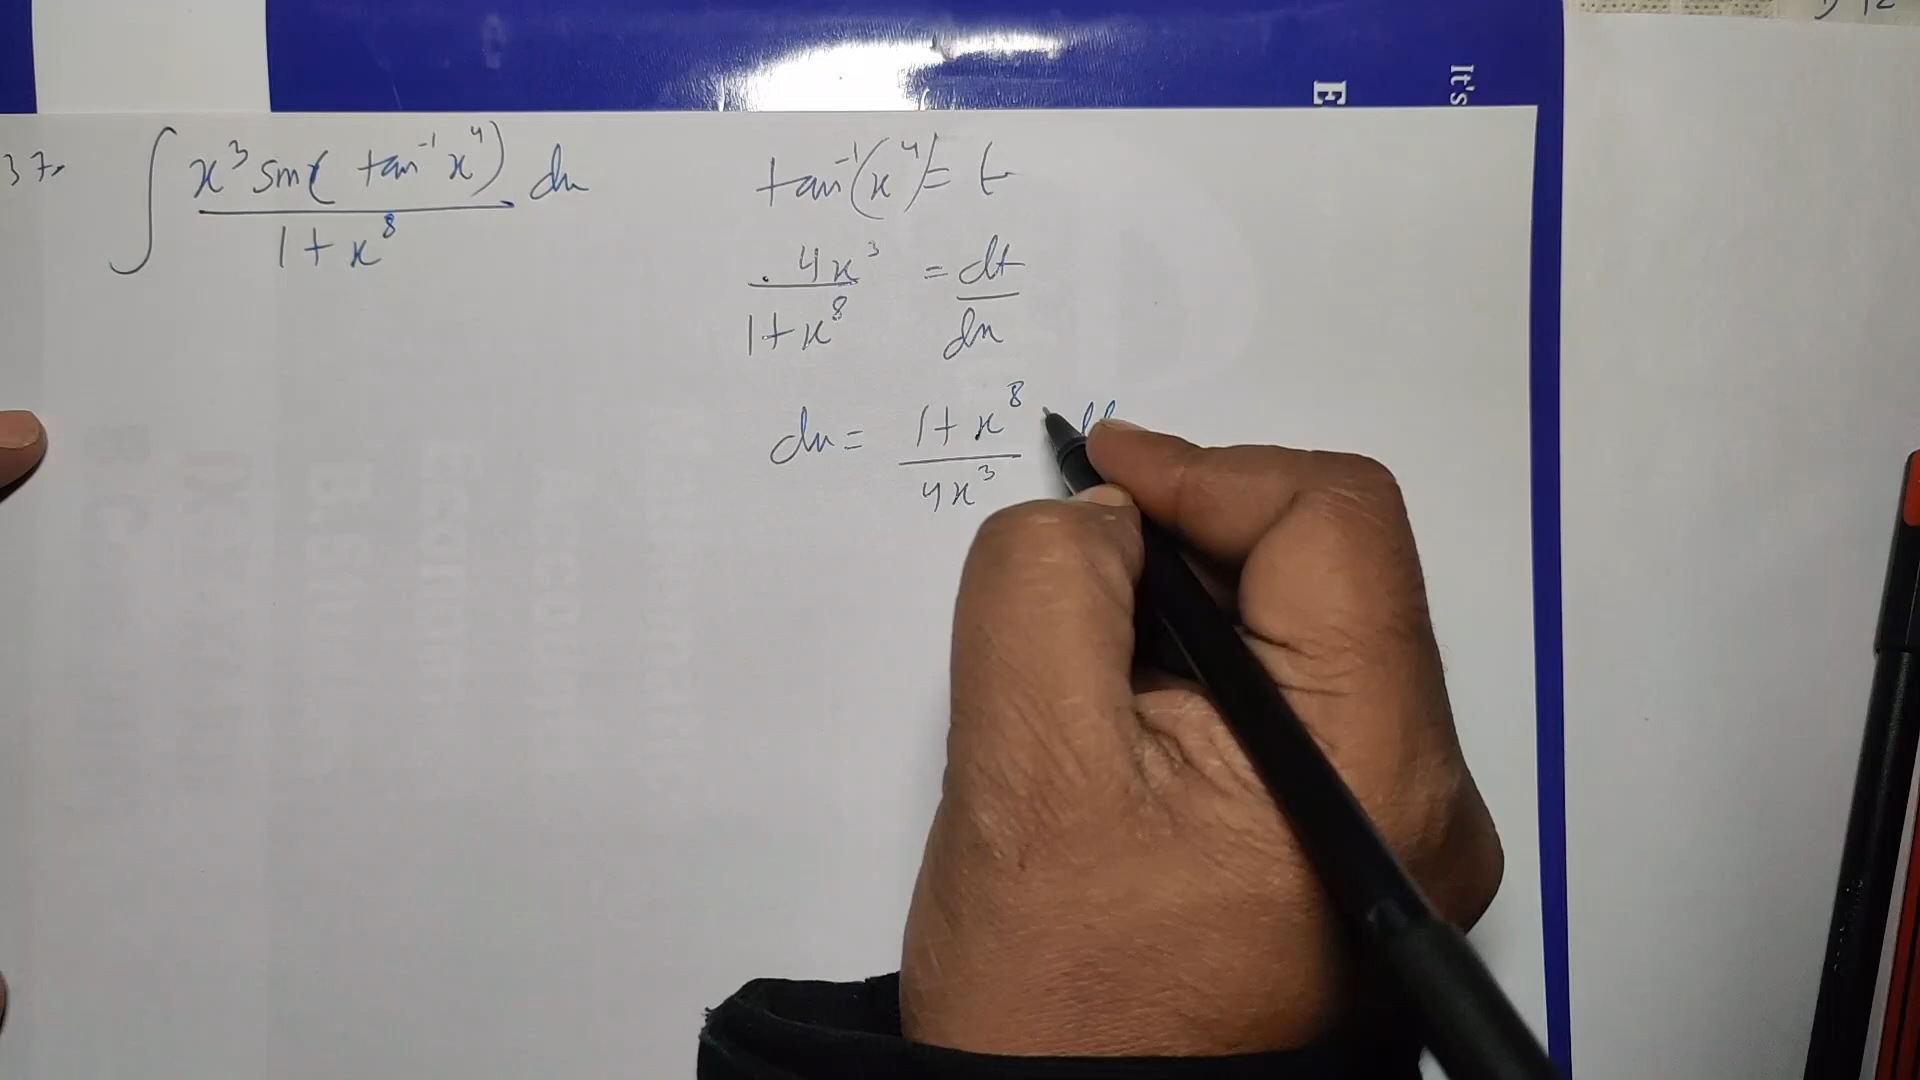 37. ∫ x³ sin( tan⁻¹ x⁴) / 1 + x⁸ dx
tan⁻¹(x⁴) = t
. 4x³ / 1 + x⁸ = dt / dx
dx = 1 + x⁸ / 4x³ dt
It's
E